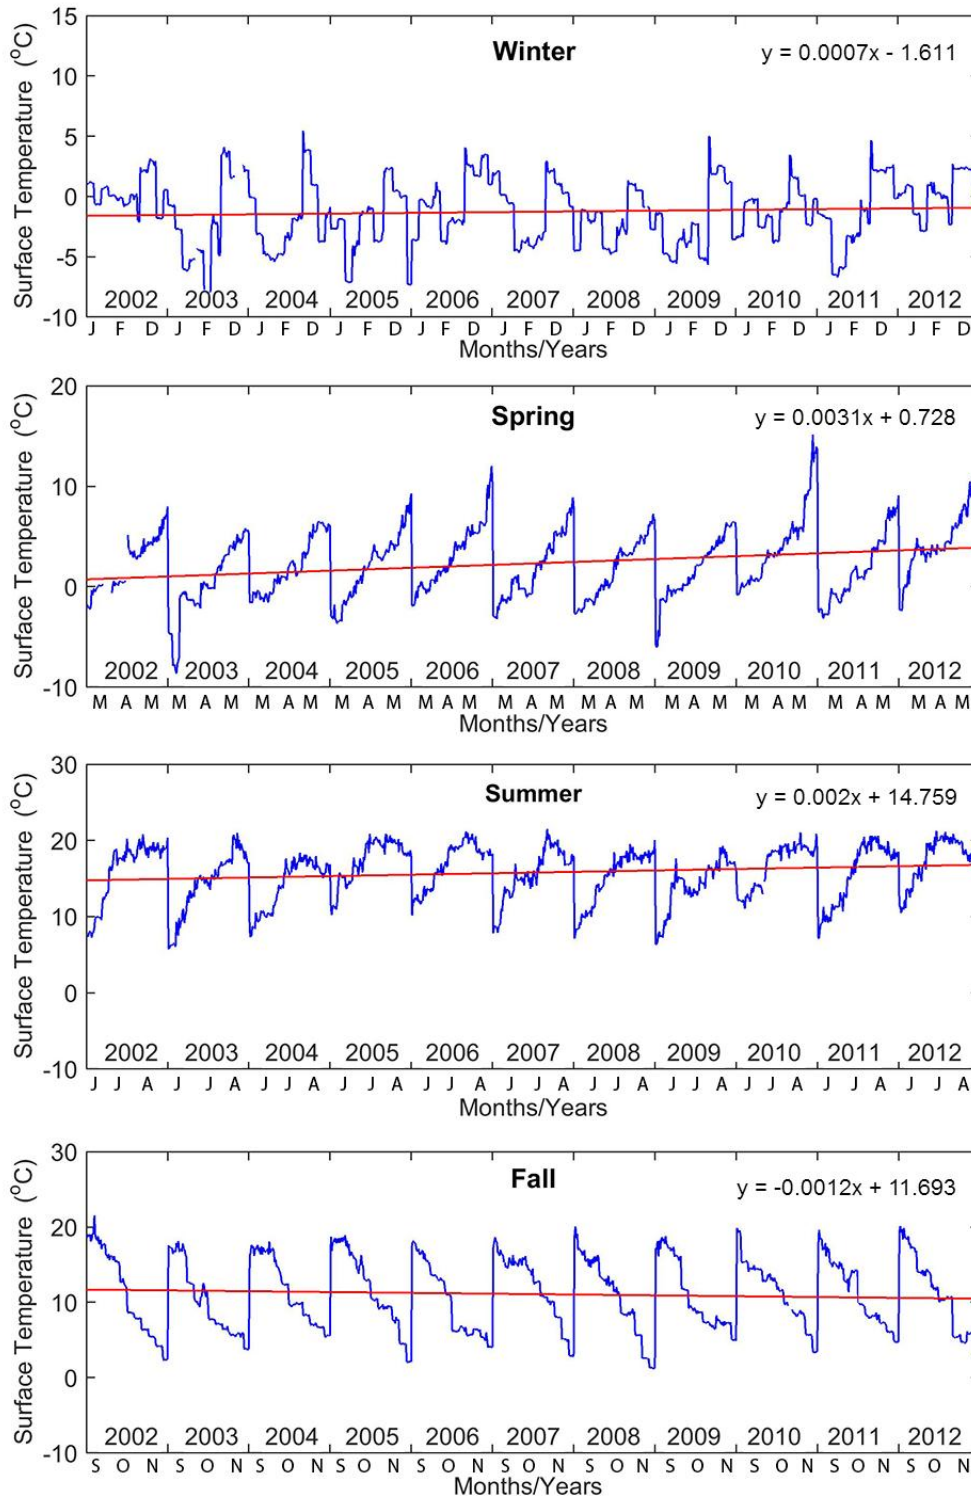 15
10
5
0
-5
-10
Surface Temperature (°C)
Winter
y = 0.0007x - 1.611
2002 2003 2004 2005 2006 2007 2008 2009 2010 2011 2012
J F D J F D J F D J F D J F D J F D J F D J F D J F D J F D J F D
Months/Years
20
10
0
-10
Surface Temperature (°C)
Spring
y = 0.0031x + 0.728
2002 2003 2004 2005 2006 2007 2008 2009 2010 2011 2012
M A M M A M M A M M A M M A M M A M M A M M A M M A M M A M M A M
Months/Years
30
20
10
0
-10
Surface Temperature (°C)
Summer
y = 0.002x + 14.759
2002 2003 2004 2005 2006 2007 2008 2009 2010 2011 2012
J J A J J A J J A J J A J J A J J A J J A J J A J J A J J A J J A
Months/Years
30
20
10
0
-10
Surface Temperature (°C)
Fall
y = -0.0012x + 11.693
2002 2003 2004 2005 2006 2007 2008 2009 2010 2011 2012
S O N S O N S O N S O N S O N S O N S O N S O N S O N S O N S O N
Months/Years